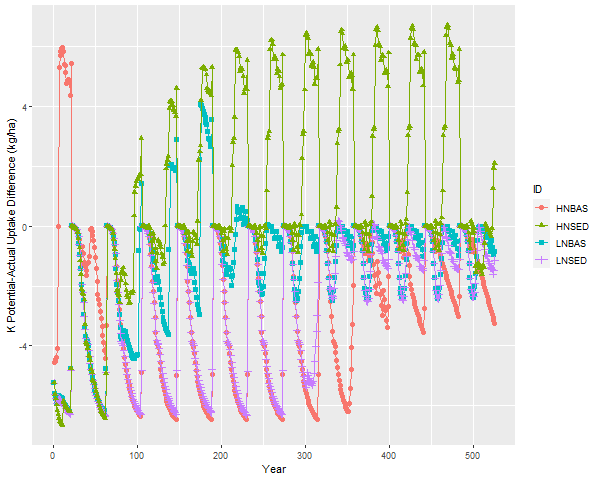 K Potential-Actual Uptake Difference (kg/ha)
4
0
-4
0
100
200
300
400
500
Year
ID
HNBAS
HNSED
LNBAS
LNSED